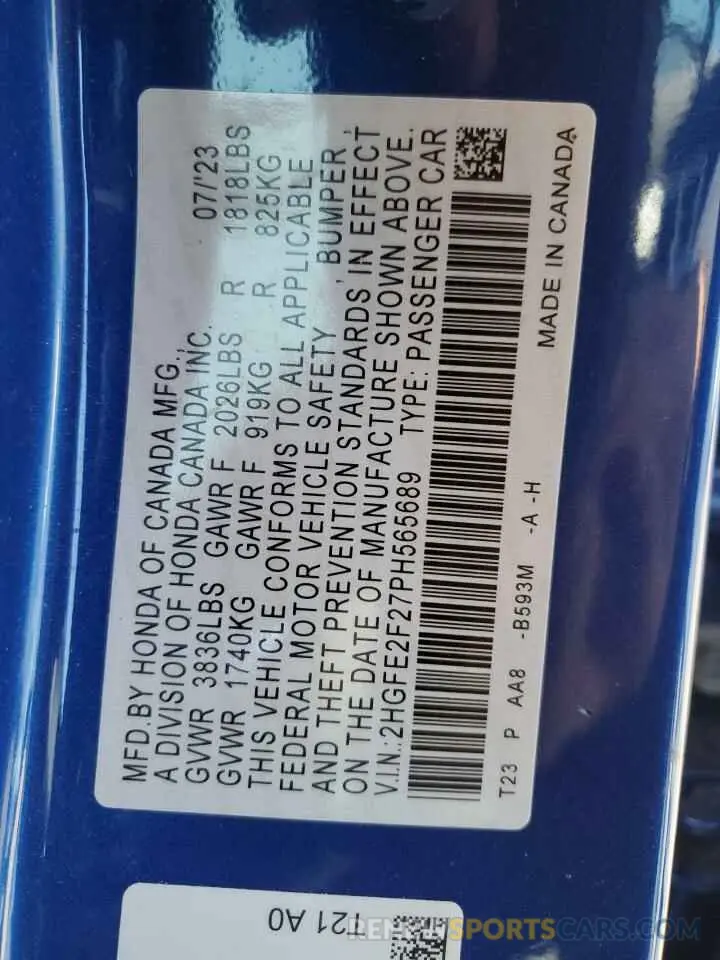 MFD.BY HONDA OF CANADA MFG., 07/'23
A DIVISION OF HONDA CANADA INC.
GVWR 3836LBS GAWR F 2026LBS R 1818LBS
GVWR 1740KG GAWR F 919KG R 825KG
THIS VEHICLE CONFORMS TO ALL APPLICABLE
FEDERAL MOTOR VEHICLE SAFETY, BUMPER,
AND THEFT PREVENTION STANDARDS IN EFFECT
ON THE DATE OF MANUFACTURE SHOWN ABOVE.
V.I.N.:2HGFE2F27PH565689 TYPE: PASSENGER CAR
T23 P AA8 -B593M -A -H MADE IN CANADA
T21 A0
RENEWSPORTSCARS.COM